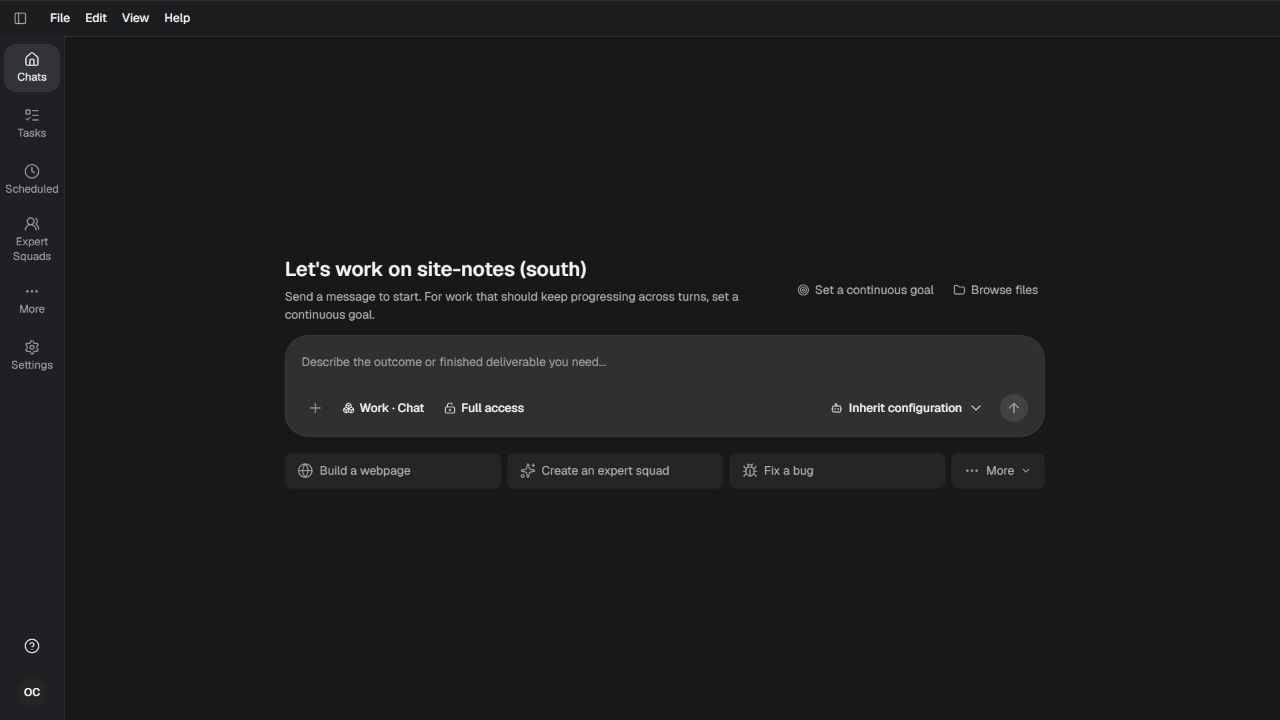 File Edit View Help
Chats
Tasks
Scheduled
Expert
Squads
More
Settings
OC
Let's work on site-notes (south)
Send a message to start. For work that should keep progressing across turns, set a
continuous goal.
Set a continuous goal
Browse files
Describe the outcome or finished deliverable you need...
Work · Chat
Full access
Inherit configuration
Build a webpage
Create an expert squad
Fix a bug
More